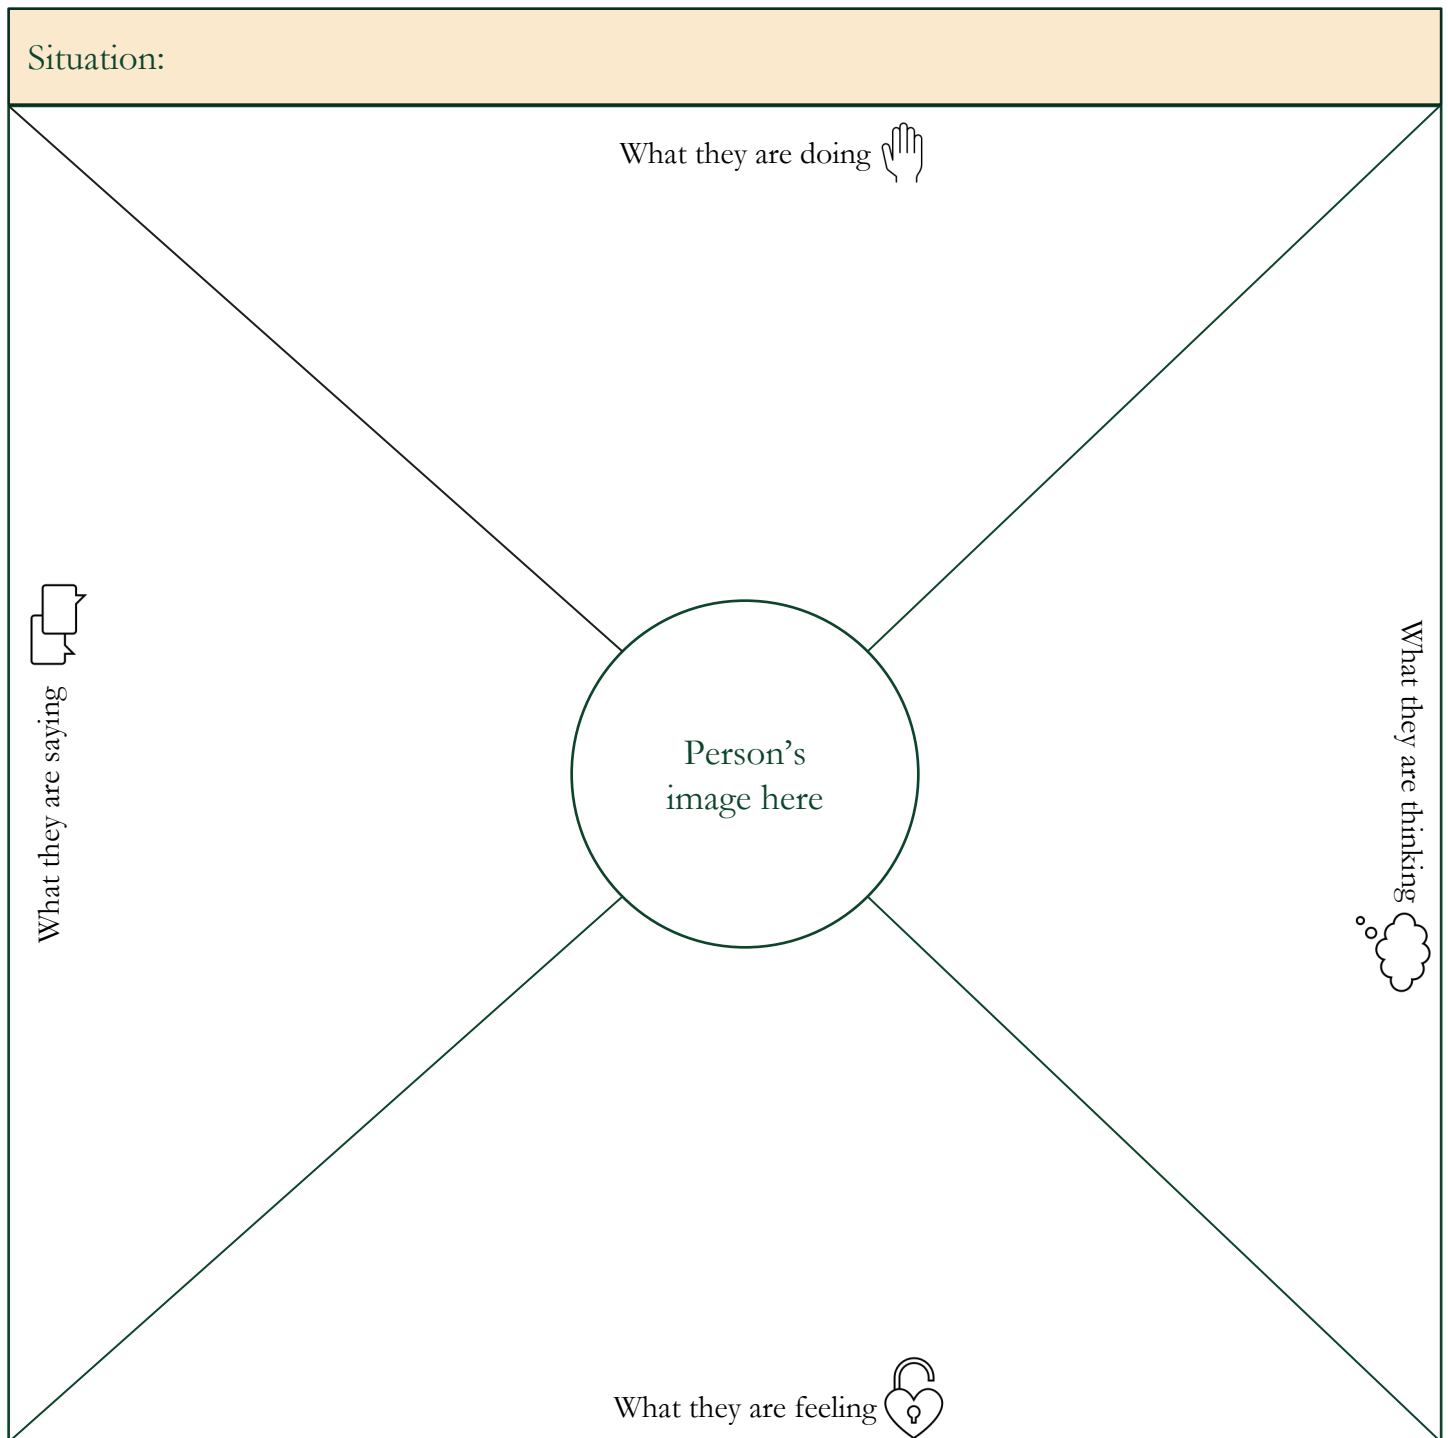 Situation:
What they are doing
What they are saying
Person’s
image here
What they are thinking
What they are feeling